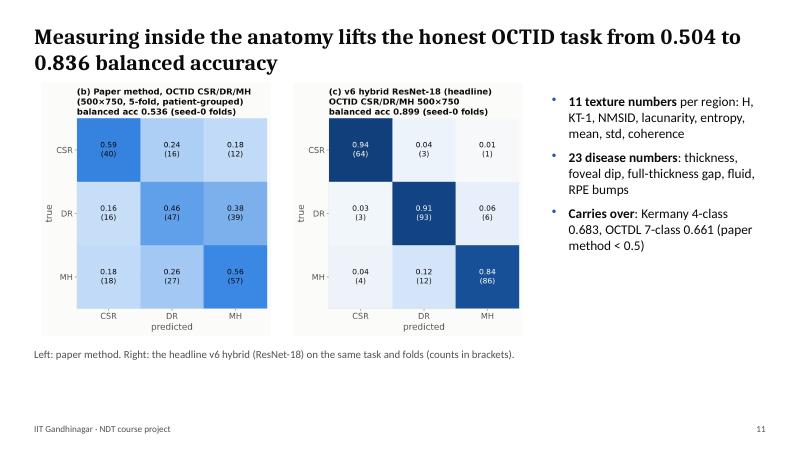 Measuring inside the anatomy lifts the honest OCTID task from 0.504 to
0.836 balanced accuracy
(b) Paper method, OCTID CSR/DR/MH
(500×750, 5-fold, patient-grouped)
balanced acc 0.536 (seed-0 folds)
CSR
0.59 0.24 0.18
(40) (16) (12)
DR
0.16 0.46 0.38
(16) (47) (39)
MH
0.18 0.26 0.56
(18) (27) (57)
true
CSR DR MH
predicted
(c) v6 hybrid ResNet-18 (headline)
OCTID CSR/DR/MH 500×750
balanced acc 0.899 (seed-0 folds)
CSR
0.94 0.04 0.01
(64) (3) (1)
DR
0.03 0.91 0.06
(3) (93) (6)
MH
0.04 0.12 0.84
(4) (12) (86)
true
CSR DR MH
predicted
• 11 texture numbers per region: H,
KT-1, NMSID, lacunarity, entropy,
mean, std, coherence
• 23 disease numbers: thickness,
foveal dip, full-thickness gap, fluid,
RPE bumps
• Carries over: Kermany 4-class
0.683, OCTDL 7-class 0.661 (paper
method < 0.5)
Left: paper method. Right: the headline v6 hybrid (ResNet-18) on the same task and folds (counts in brackets).
IIT Gandhinagar · NDT course project
11